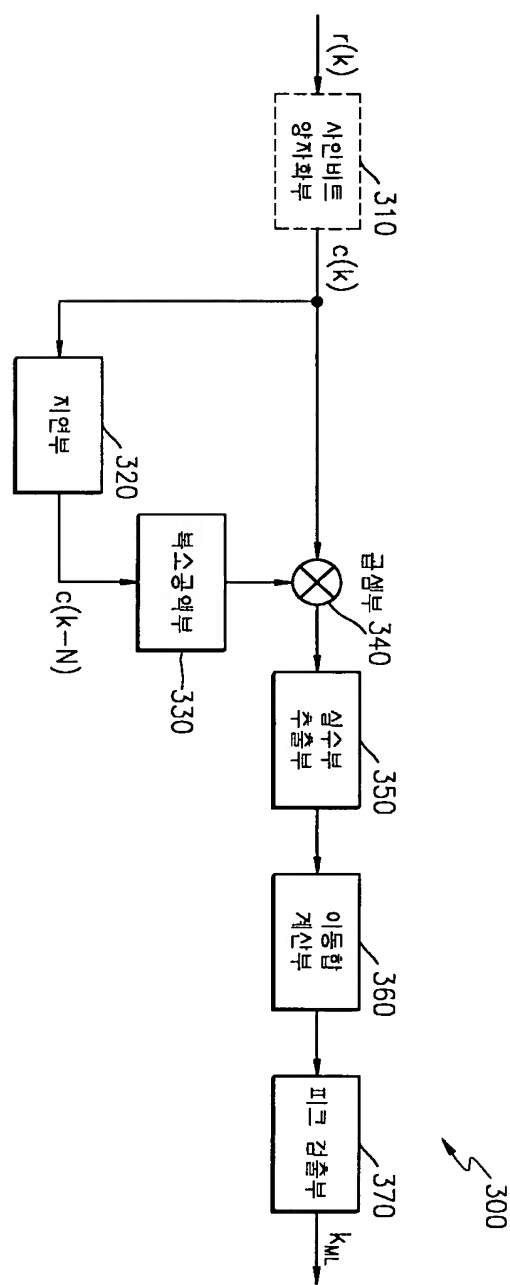 300
r(k)
사인비트
양자화부
310
c(k)
지연부
320
c(k-N)
복소공액부
330
곱셈부
340
실수부
추출부
350
이동합
계산부
360
피크 검출부
370
k_ML